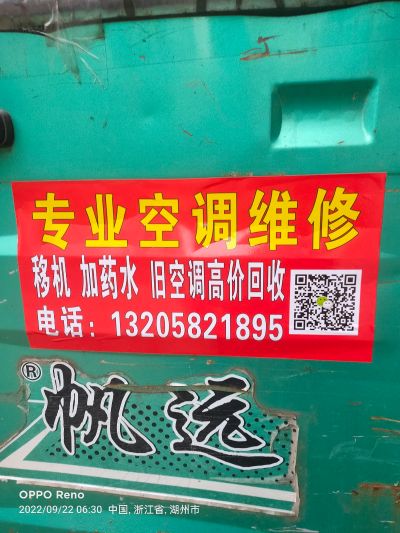 专业空调维修
移机 加药水 旧空调高价回收
电话：13205821895
®
帆远
OPPO Reno
2022/09/22 06:30 中国,浙江省,湖州市